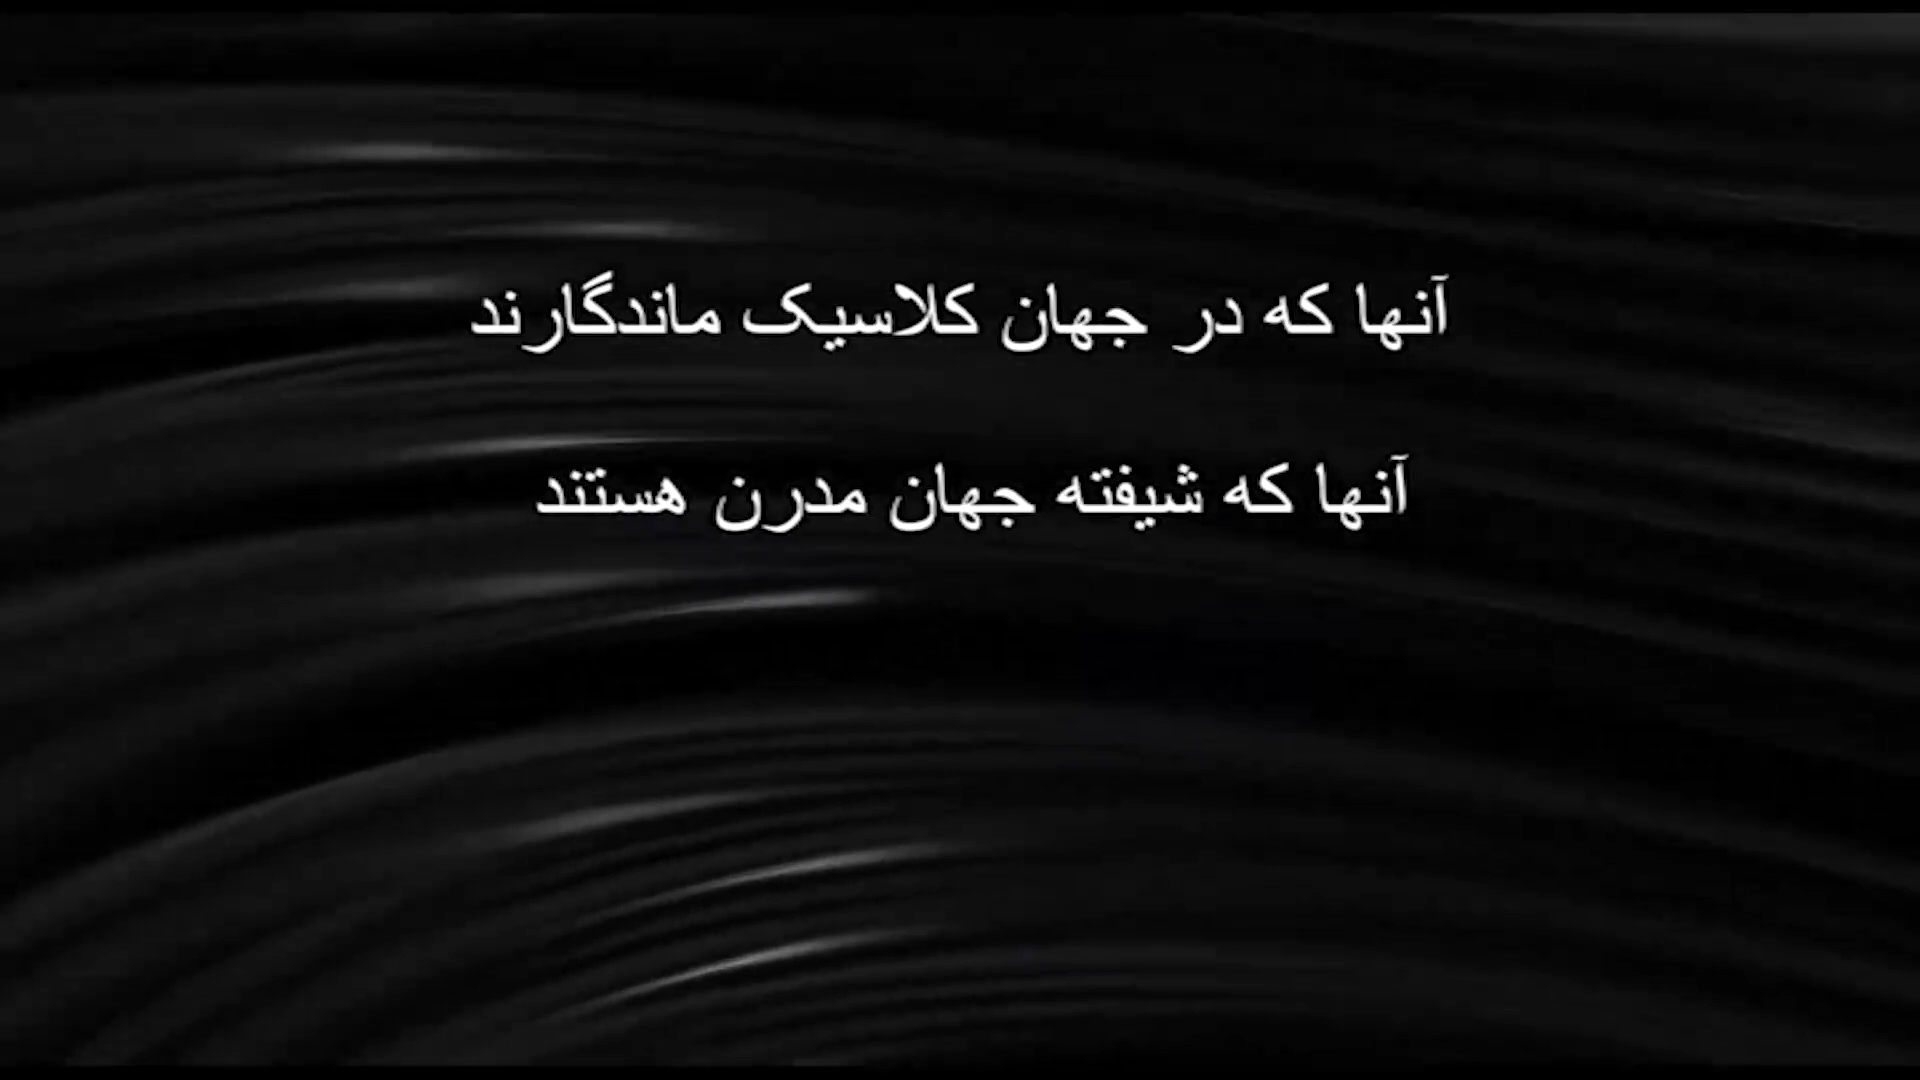 آنها که در جهان کلاسیک ماندگارند
آنها که شیفته جهان مدرن هستند